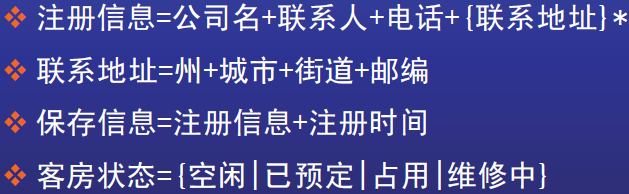 ❖ 注册信息=公司名+联系人+电话+{联系地址}*
❖ 联系地址=州+城市+街道+邮编
❖ 保存信息=注册信息+注册时间
❖ 客房状态={空闲|已预定|占用|维修中}